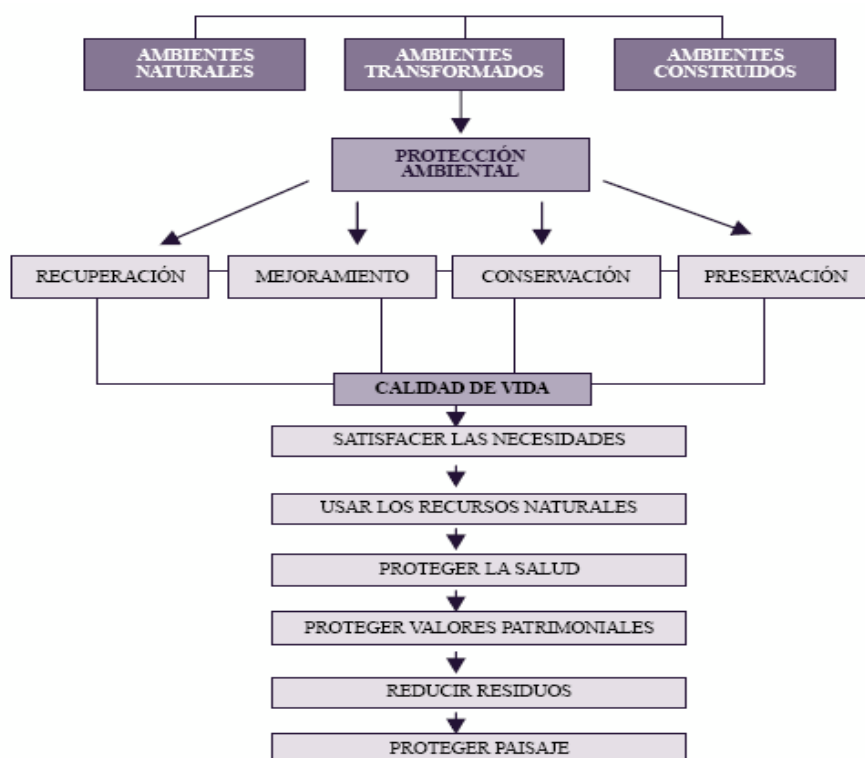 AMBIENTES
NATURALES
AMBIENTES
TRANSFORMADOS
AMBIENTES
CONSTRUIDOS
PROTECCIÓN
AMBIENTAL
RECUPERACIÓN
MEJORAMIENTO
CONSERVACIÓN
PRESERVACIÓN
CALIDAD DE VIDA
SATISFACER LAS NECESIDADES
USAR LOS RECURSOS NATURALES
PROTEGER LA SALUD
PROTEGER VALORES PATRIMONIALES
REDUCIR RESIDUOS
PROTEGER PAISAJE